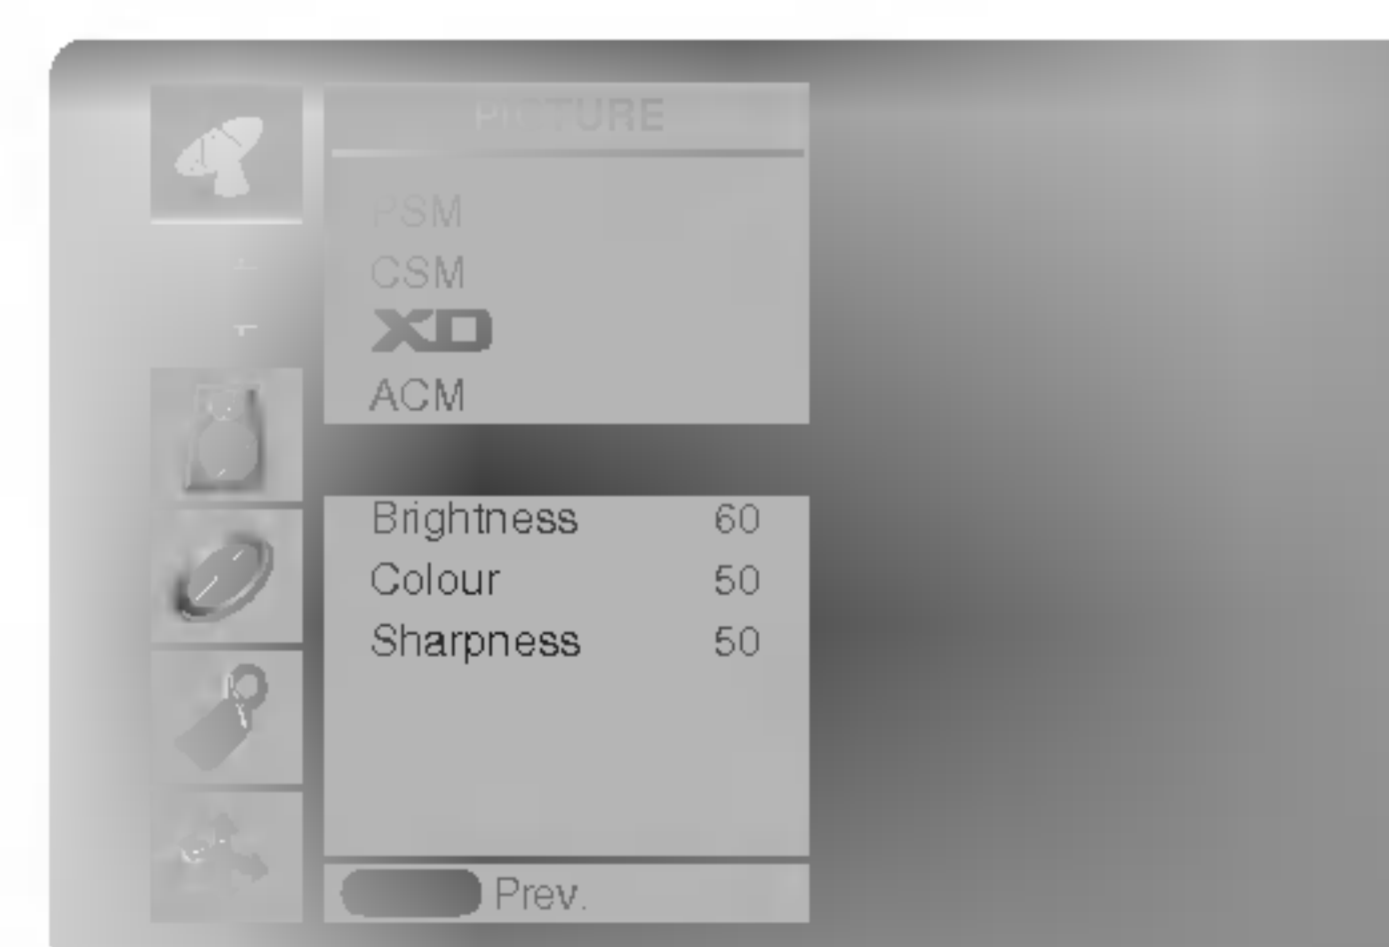 PICTURE
PSM
CSM
XD
ACM
Brightness 60
Colour 50
Sharpness 50
Prev.